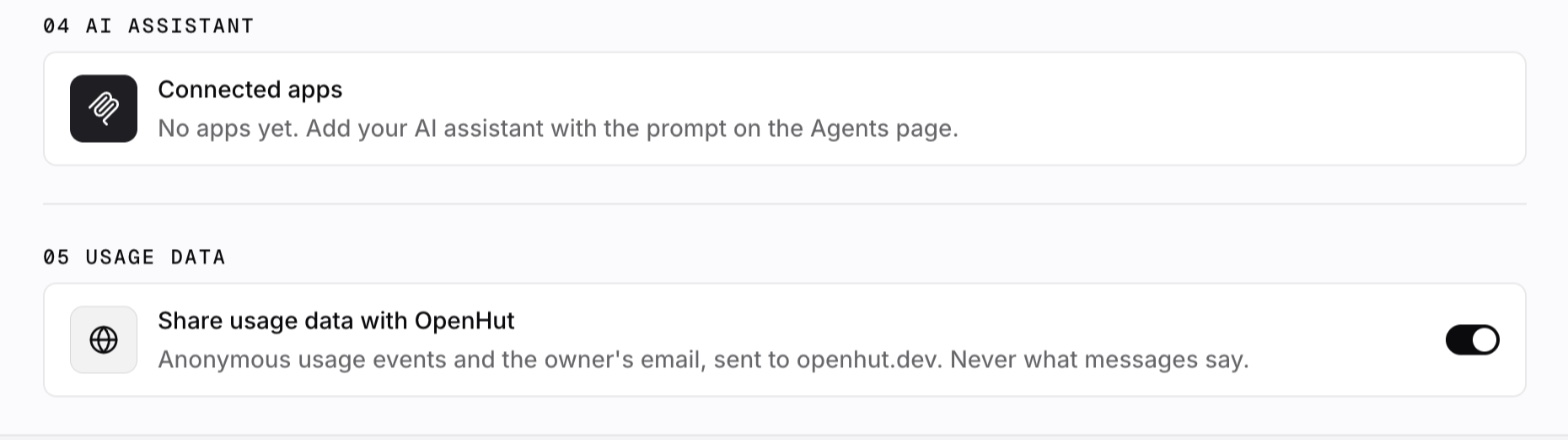 04 AI ASSISTANT
Connected apps
No apps yet. Add your AI assistant with the prompt on the Agents page.
05 USAGE DATA
Share usage data with OpenHut
Anonymous usage events and the owner's email, sent to openhut.dev. Never what messages say.